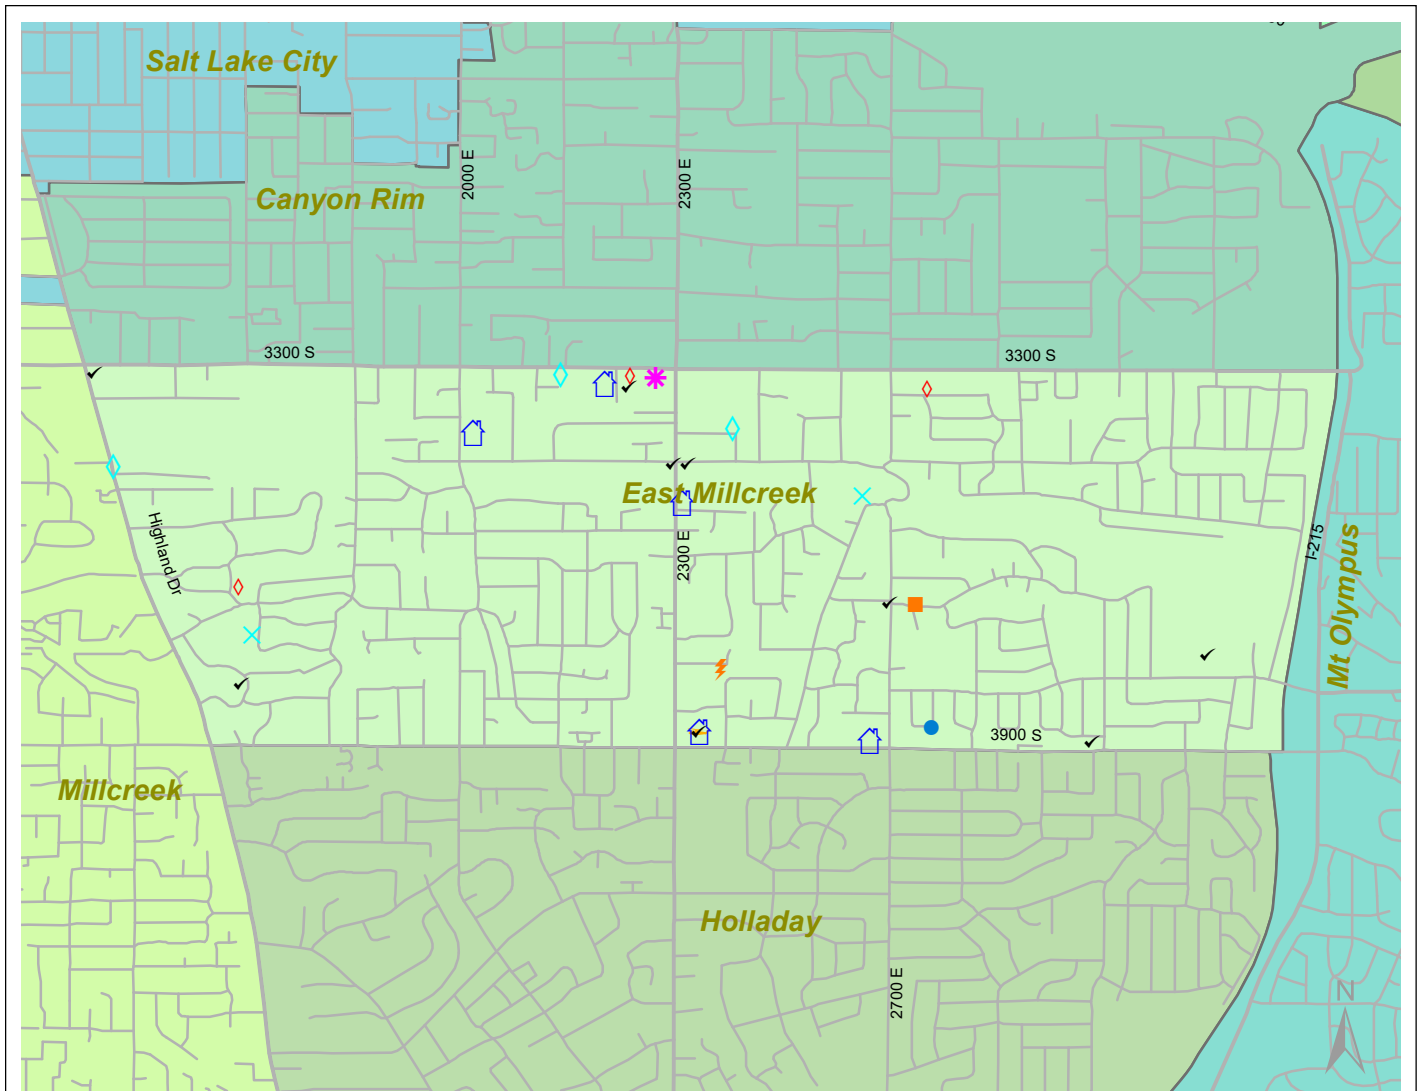 Salt Lake City
2000 E
2300 E
Canyon Rim
3300 S
3300 S
East Millcreek
Highland Dr
2300 E
I-215
Mt Olympus
3900 S
Millcreek
Holladay
2700 E
N